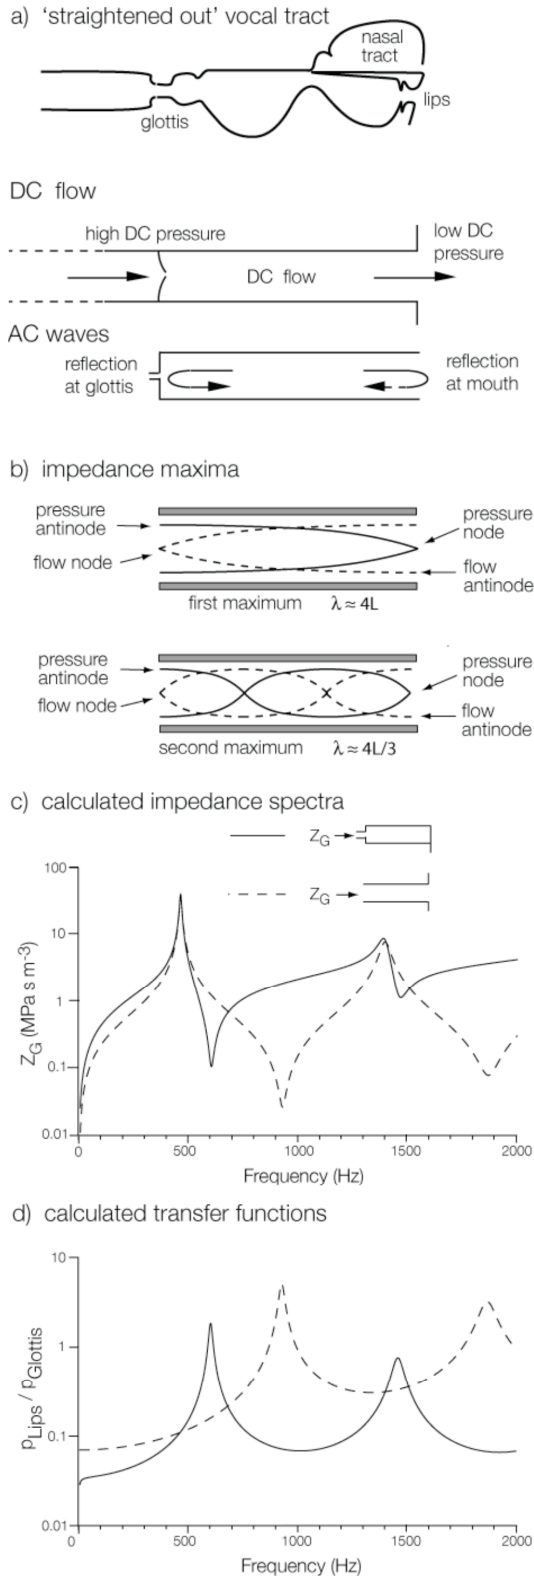 a) ‘straightened out’ vocal tract
nasal
tract
lips
glottis
DC flow
high DC pressure
low DC
pressure
DC flow
AC waves
reflection
at glottis
reflection
at mouth
b) impedance maxima
pressure
antinode
flow node
pressure
node
flow
antinode
first maximum λ ≈ 4L
pressure
antinode
flow node
pressure
node
flow
antinode
second maximum λ ≈ 4L/3
c) calculated impedance spectra
Z_G
Z_G
100
10
1
0.1
0.01
Z_G (MPa s m^-3)
0 500 1000 1500 2000
Frequency (Hz)
d) calculated transfer functions
10
1
0.1
0.01
p_Lips / p_Glottis
0 500 1000 1500 2000
Frequency (Hz)